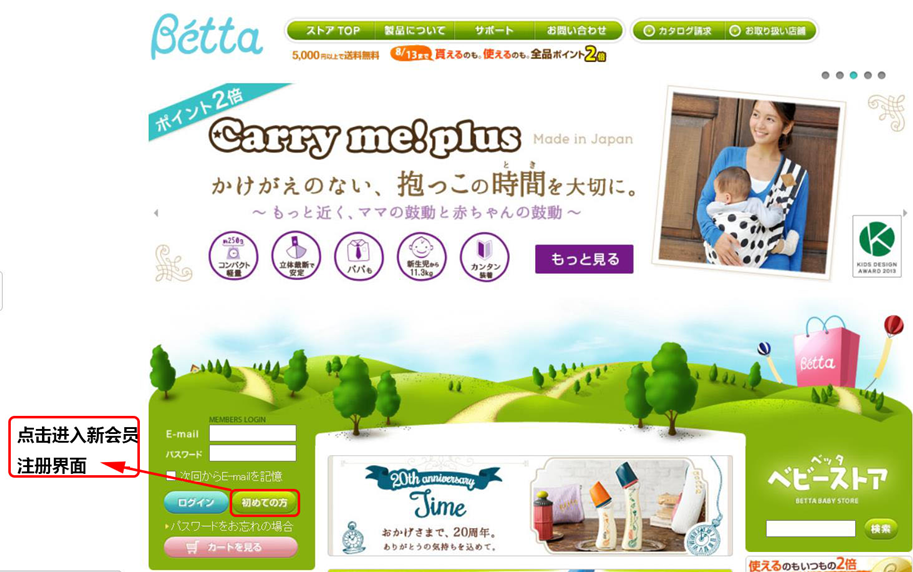 Bétta
ストア TOP
製品について
サポート
お問い合わせ
カタログ請求
お取り扱い店舗
5,000円以上で送料無料
8/13まで 貰えるのも。使えるのも。全品ポイント2倍
ポイント2倍
Carry me! plus
Made in Japan
かけがえのない、抱っこの時間を大切に。
とき
～ もっと近く、ママの鼓動と赤ちゃんの鼓動 ～
コンパクト
軽量
立体裁断で
安定
パパも
新生児から
11.3kg
カンタン
装着
もっと見る
KIDS DESIGN
AWARD 2013
Bétta
点击进入新会员
注册界面
MEMBERS LOGIN
E-mail
パスワード
次回からE-mailを記憶
ログイン
初めての方
パスワードをお忘れの場合
カートを見る
20th anniversary
Time
おかげさまで、20周年。
ありがとうの気持ちを込めて。
ベッタ
ベビーストア
BETTA BABY STORE
検索
使えるのもいつもの2倍